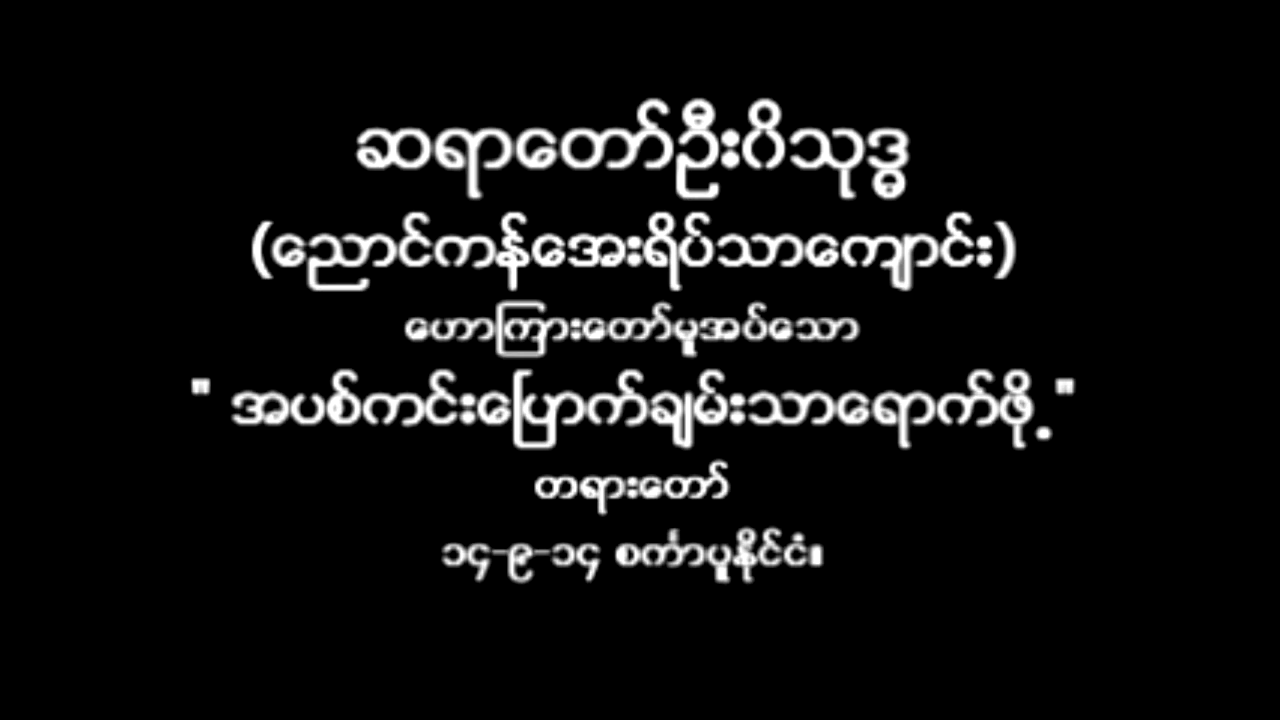 ဆရာတော်ဦးဝိသုဒ္ဓ
(ညောင်ကန်အေးရိပ်သာကျောင်း)
ဟောကြားတော်မူအပ်သော
" အပစ်ကင်းပြောက်ချမ်းသာရောက်ဖို့"
တရားတော်
၁၄-၉-၁၄ စင်္ကာပူနိုင်ငံ။